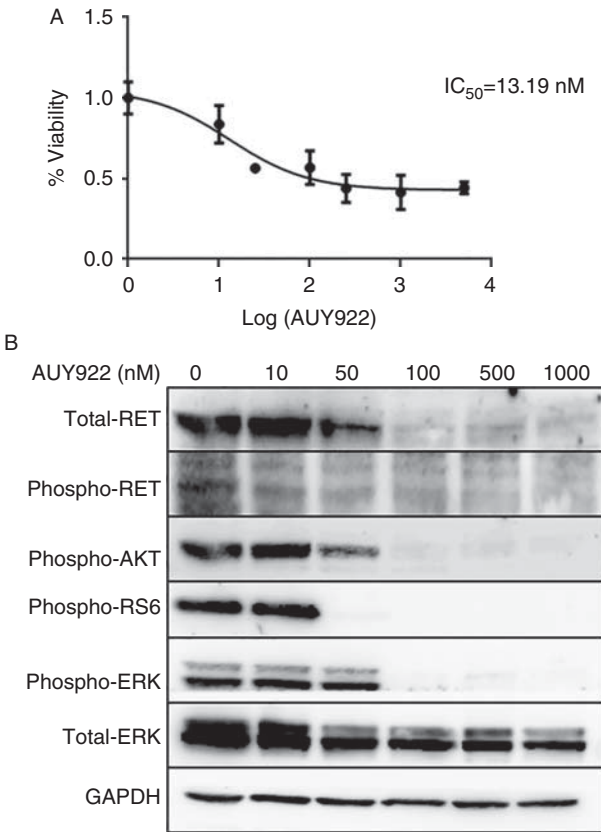 A
1.5
1.0
0.5
0.0
% Viability
IC50=13.19 nM
0 1 2 3 4
Log (AUY922)
B
AUY922 (nM) 0 10 50 100 500 1000
Total-RET
Phospho-RET
Phospho-AKT
Phospho-RS6
Phospho-ERK
Total-ERK
GAPDH